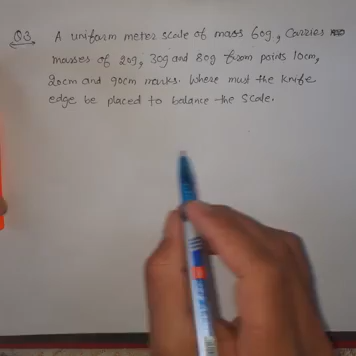 Q3 A uniform meter scale of mass 60g, Carries
masses of 20g, 30g and 80g from points 10cm,
20cm and 90cm marks. Where must the knife
edge be placed to balance the scale.